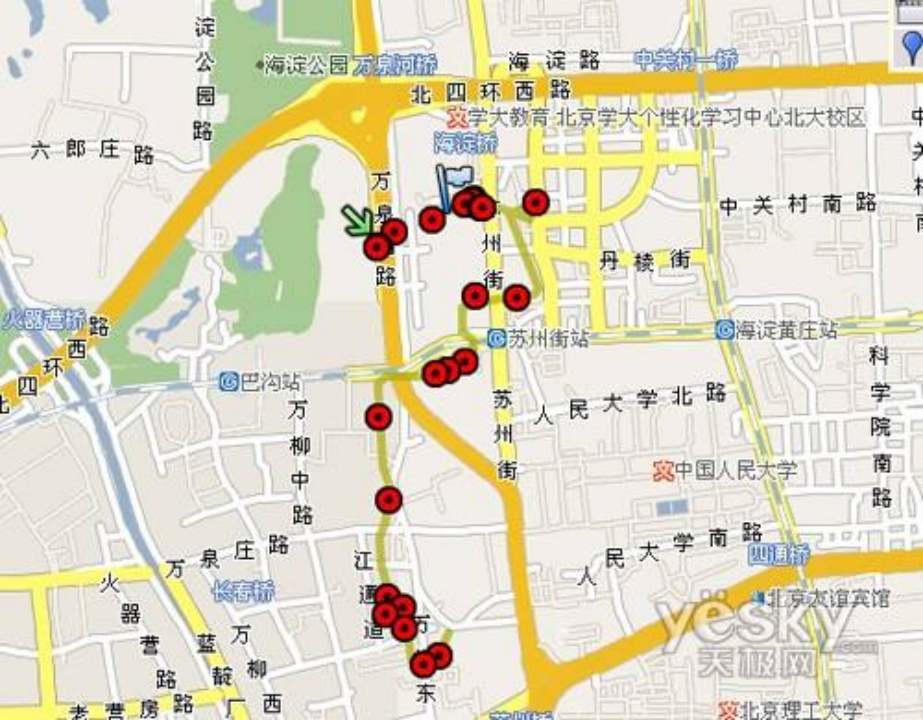 淀公园路
海淀公园
万泉河桥
海淀路
中关村一桥
北四环西路
学大教育 北京学大个性化学习中心北大校区
海淀桥
六郎庄路
万泉
路
中关村南路
州街
丹棱街
火器营桥
北四环西路
苏州街站
海淀黄庄站
巴沟站
科学院南路
人民大学北路
苏州街
万柳中路
中国人民大学
人民大学南路
四通桥
万泉庄路
江
道
长春桥
火器营路
北京友谊宾馆
yesky
.com
天极网
万
东
蓝靛厂
万柳
西
老营房路
北京理工大学